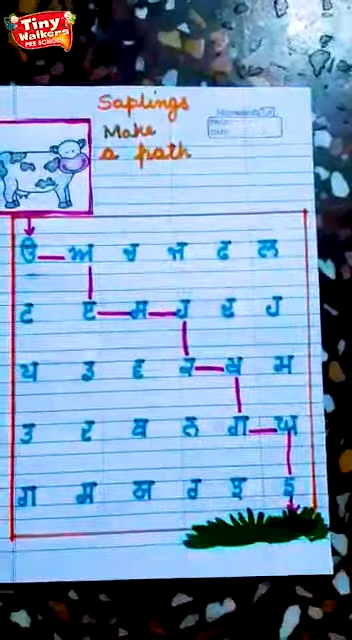 Tiny
Walkers
PRE SCHOOL
Saplings
Make
a path
ੳ ਅ ਚ ਜ ਲ
ਟ ੲ ਸ ਹ ਹ
ਕ ਖ ਮ
ਤ ਬ ਗ ਘ
ਗ ਸ ਰ ਙ